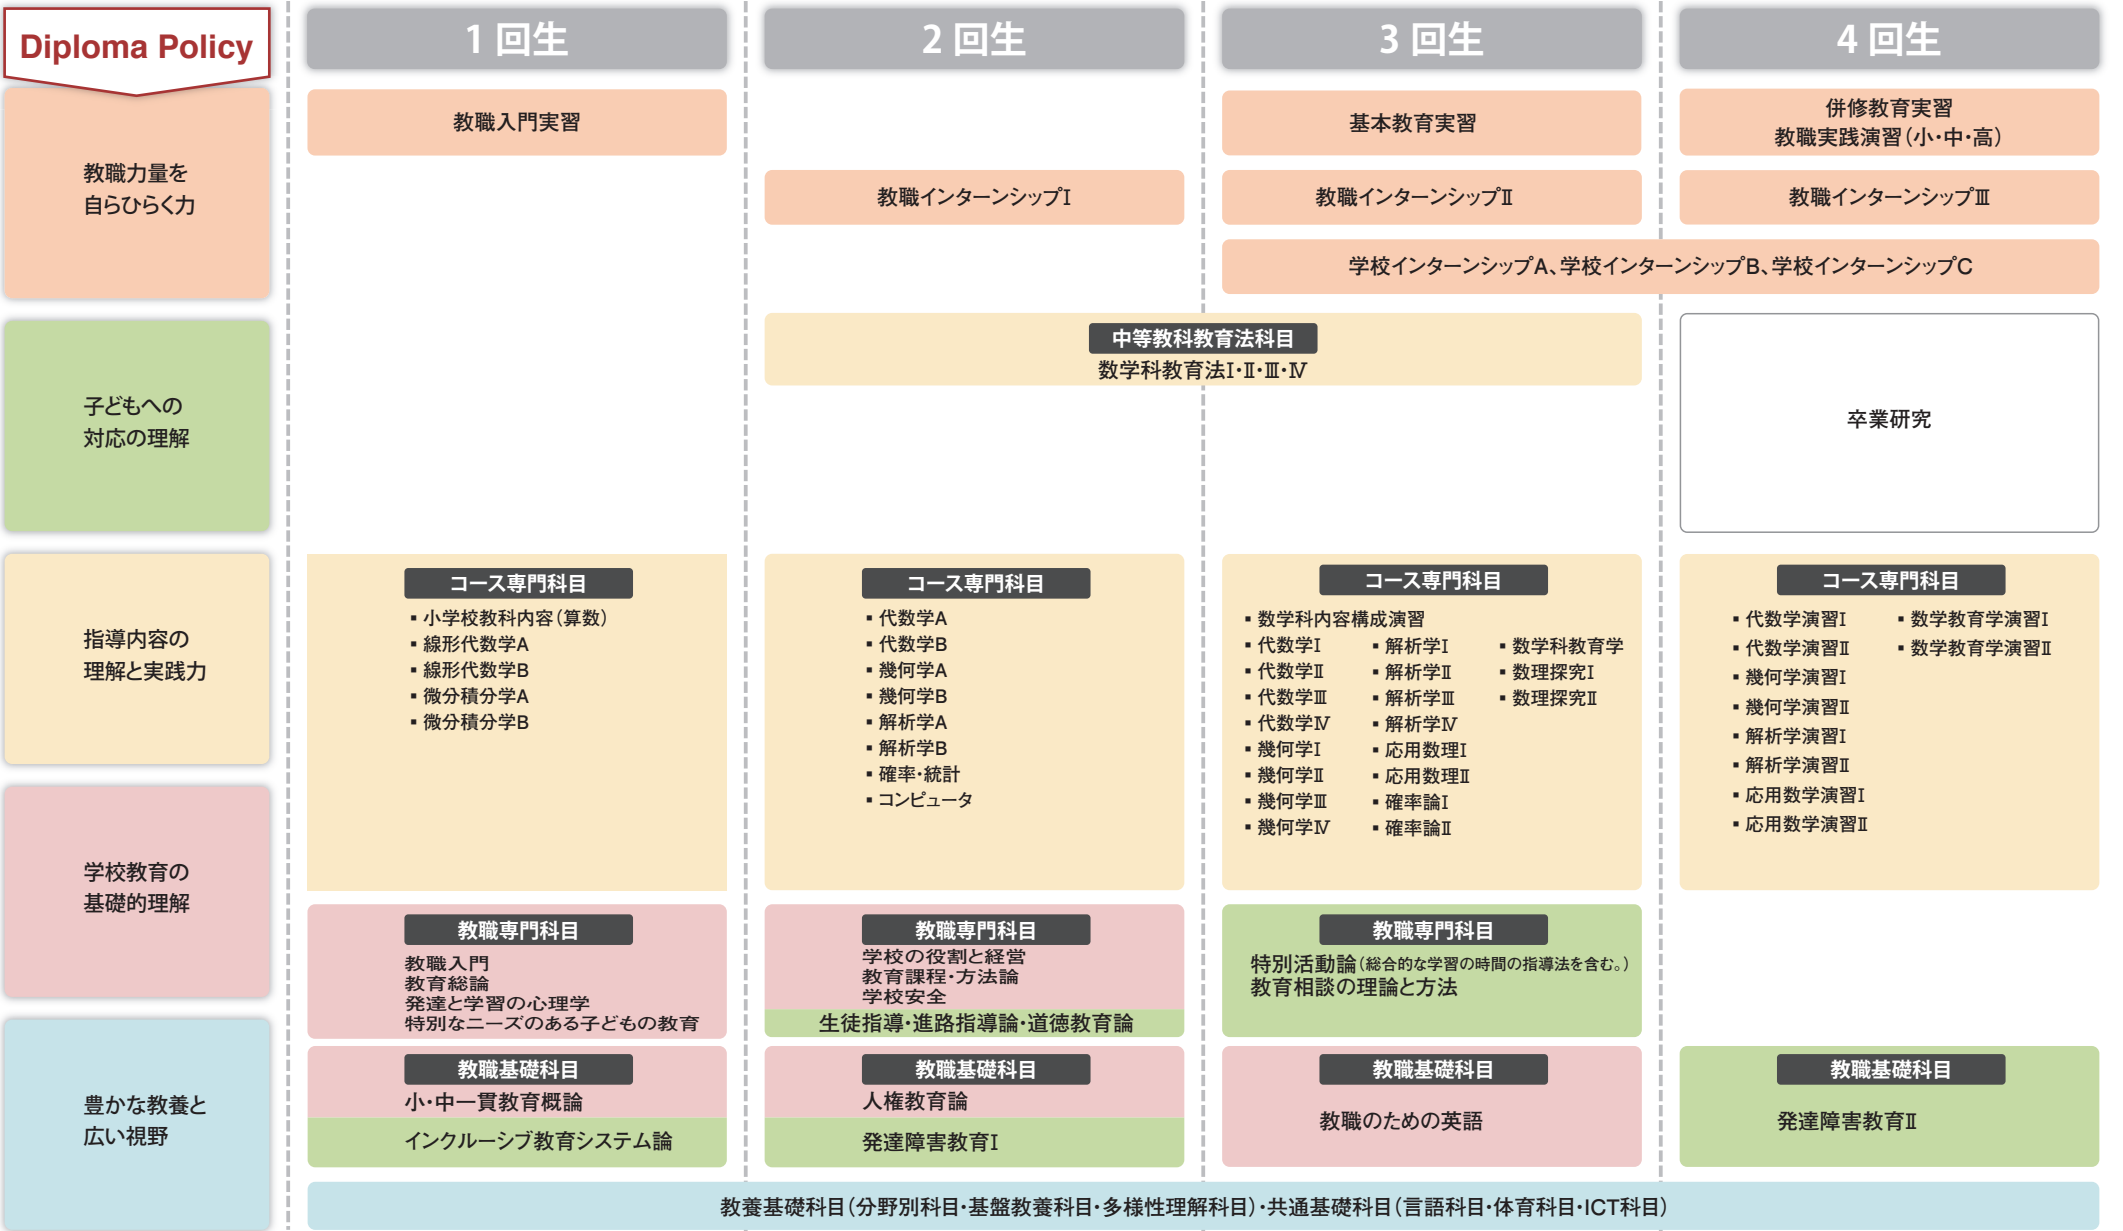 Diploma Policy
1 回生
2 回生
3 回生
4 回生
教職力量を
自らひらく力
教職入門実習
基本教育実習
併修教育実習
教職実践演習(小・中・高)
教職インターンシップⅠ
教職インターンシップⅡ
教職インターンシップⅢ
学校インターンシップA、学校インターンシップB、学校インターンシップC
子どもへの
対応の理解
中等教科教育法科目
数学科教育法Ⅰ・Ⅱ・Ⅲ・Ⅳ
卒業研究
指導内容の
理解と実践力
コース専門科目
▪ 小学校教科内容(算数)
▪ 線形代数学A
▪ 線形代数学B
▪ 微分積分学A
▪ 微分積分学B
コース専門科目
▪ 代数学A
▪ 代数学B
▪ 幾何学A
▪ 幾何学B
▪ 解析学A
▪ 解析学B
▪ 確率・統計
▪ コンピュータ
コース専門科目
▪ 数学科内容構成演習
▪ 代数学Ⅰ
▪ 代数学Ⅱ
▪ 代数学Ⅲ
▪ 代数学Ⅳ
▪ 幾何学Ⅰ
▪ 幾何学Ⅱ
▪ 幾何学Ⅲ
▪ 幾何学Ⅳ
▪ 解析学Ⅰ
▪ 解析学Ⅱ
▪ 解析学Ⅲ
▪ 解析学Ⅳ
▪ 応用数理Ⅰ
▪ 応用数理Ⅱ
▪ 確率論Ⅰ
▪ 確率論Ⅱ
▪ 数学科教育学
▪ 数理探究Ⅰ
▪ 数理探究Ⅱ
コース専門科目
▪ 代数学演習Ⅰ
▪ 代数学演習Ⅱ
▪ 幾何学演習Ⅰ
▪ 幾何学演習Ⅱ
▪ 解析学演習Ⅰ
▪ 解析学演習Ⅱ
▪ 応用数学演習Ⅰ
▪ 応用数学演習Ⅱ
▪ 数学教育学演習Ⅰ
▪ 数学教育学演習Ⅱ
学校教育の
基礎的理解
教職専門科目
教職入門
教育総論
発達と学習の心理学
特別なニーズのある子どもの教育
教職専門科目
学校の役割と経営
教育課程・方法論
学校安全
生徒指導・進路指導論・道徳教育論
教職専門科目
特別活動論(総合的な学習の時間の指導法を含む。)
教育相談の理論と方法
豊かな教養と
広い視野
教職基礎科目
小・中一貫教育概論
インクルーシブ教育システム論
教職基礎科目
人権教育論
発達障害教育Ⅰ
教職基礎科目
教職のための英語
教職基礎科目
発達障害教育Ⅱ
教養基礎科目(分野別科目・基盤教養科目・多様性理解科目)・共通基礎科目(言語科目・体育科目・ICT科目)